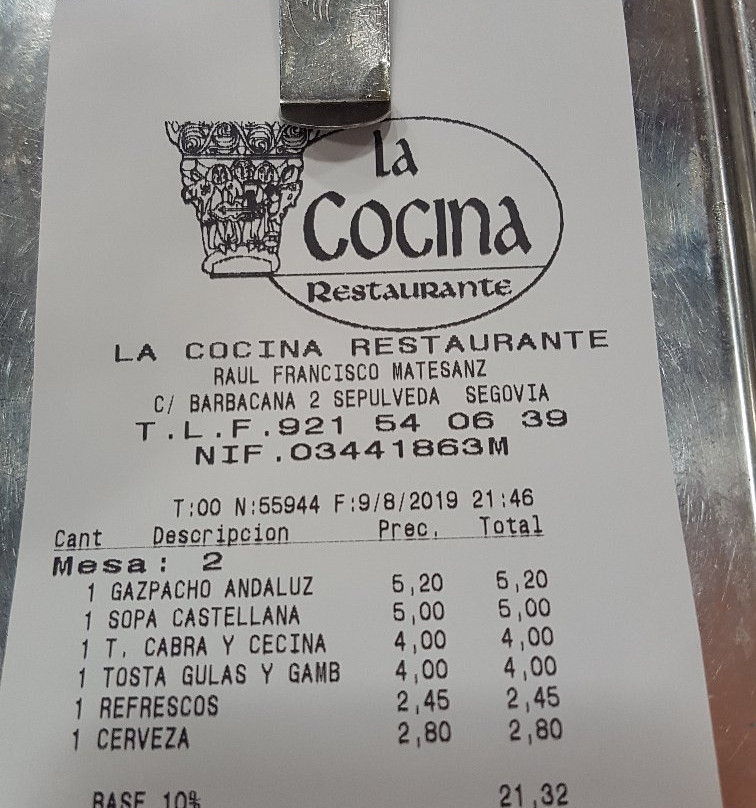 La
Cocina
Restaurante
LA COCINA RESTAURANTE
RAUL FRANCISCO MATESANZ
C/ BARBACANA 2 SEPULVEDA SEGOVIA
T.L.F.921 54 06 39
NIF.03441863M
T:00 N:55944 F:9/8/2019 21:46
Cant Descripcion Prec. Total
Mesa: 2
1 GAZPACHO ANDALUZ 5,20 5,20
1 SOPA CASTELLANA 5,00 5,00
1 T. CABRA Y CECINA 4,00 4,00
1 TOSTA GULAS Y GAMB 4,00 4,00
1 REFRESCOS 2,45 2,45
1 CERVEZA 2,80 2,80
BASE 10% 21,32